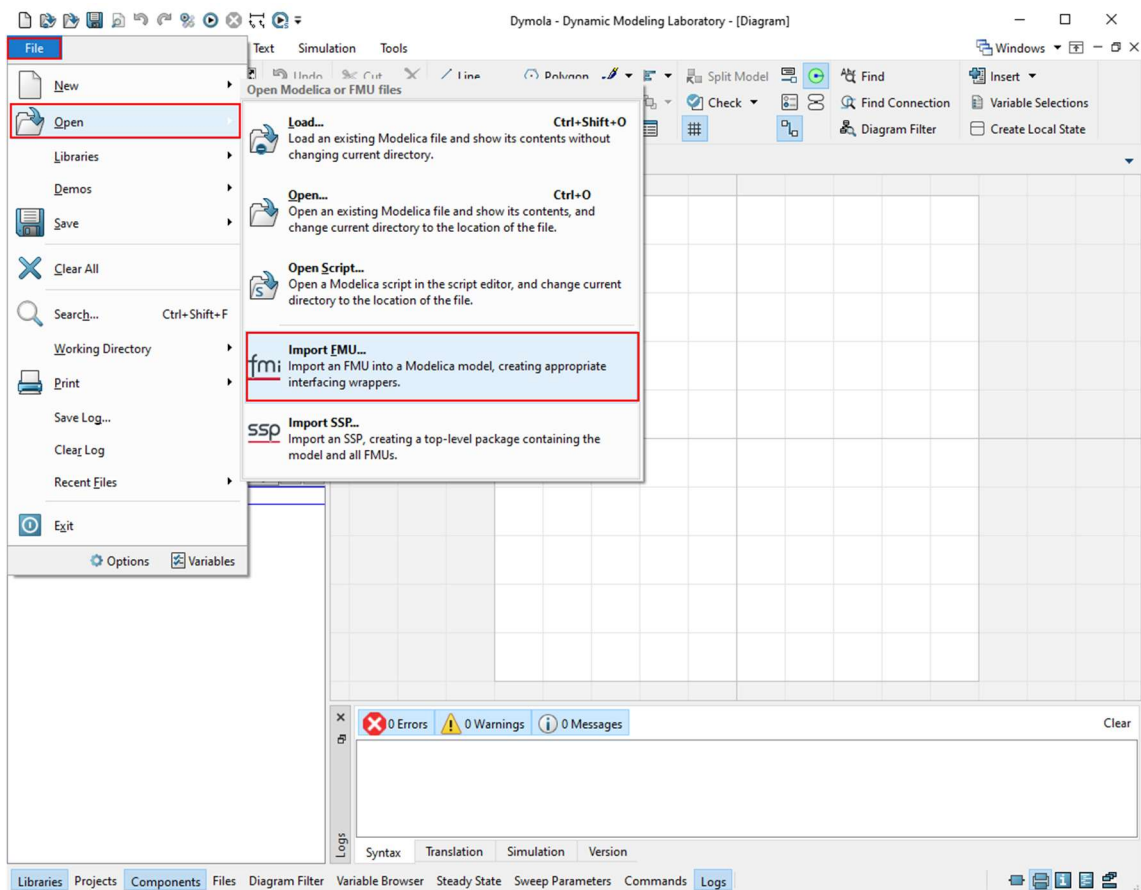 Dymola - Dynamic Modeling Laboratory - [Diagram]
File
Text Simulation Tools
Windows
Undo Cut Line Polygon Split Model Find Insert
Check Find Connection Variable Selections
Diagram Filter Create Local State
New
Open
Libraries
Demos
Save
Clear All
Search... Ctrl+Shift+F
Working Directory
Print
Save Log...
Clear Log
Recent Files
Exit
Options Variables
Open Modelica or FMU files
Load... Ctrl+Shift+O
Load an existing Modelica file and show its contents without
changing current directory.
Open... Ctrl+O
Open an existing Modelica file and show its contents, and
change current directory to the location of the file.
Open Script...
Open a Modelica script in the script editor, and change current
directory to the location of the file.
fmi
Import FMU...
Import an FMU into a Modelica model, creating appropriate
interfacing wrappers.
ssp
Import SSP...
Import an SSP, creating a top-level package containing the
model and all FMUs.
0 Errors 0 Warnings 0 Messages Clear
Logs
Syntax Translation Simulation Version
Libraries Projects Components Files Diagram Filter Variable Browser Steady State Sweep Parameters Commands Logs